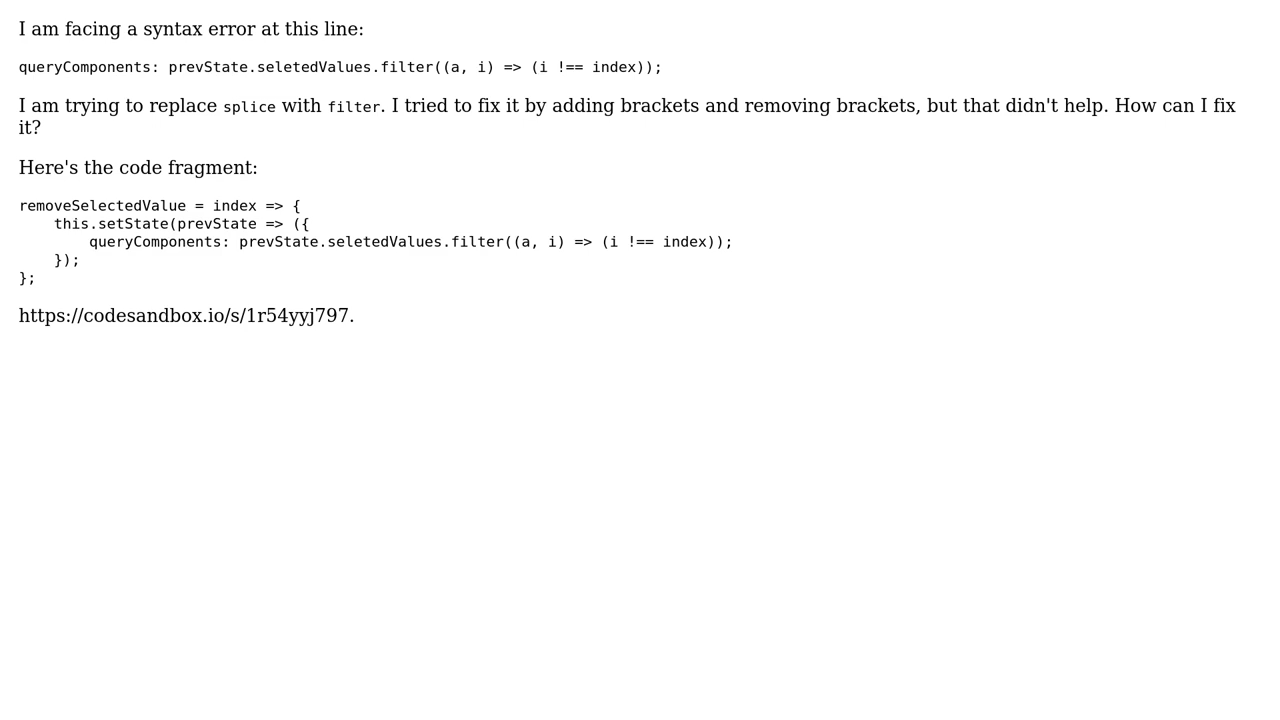 I am facing a syntax error at this line:
queryComponents: prevState.seletedValues.filter((a, i) => (i !== index));
I am trying to replace splice with filter. I tried to fix it by adding brackets and removing brackets, but that didn't help. How can I fix
it?
Here's the code fragment:
removeSelectedValue = index => {
    this.setState(prevState => ({
        queryComponents: prevState.seletedValues.filter((a, i) => (i !== index));
    });
};
https://codesandbox.io/s/1r54yyj797.